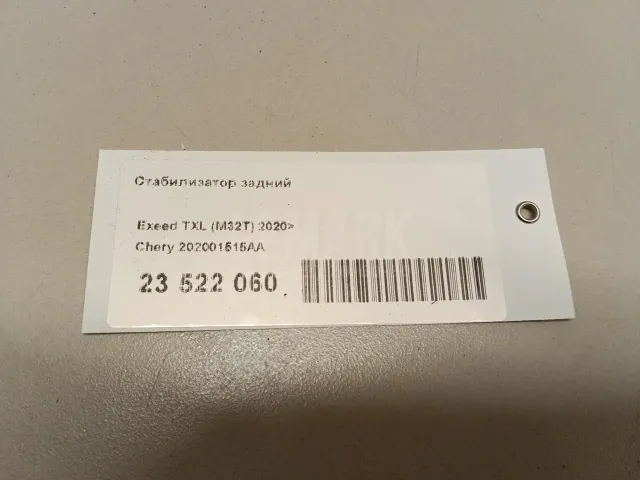 Стабилизатор задний
Exeed TXL (M32T) 2020>
Chery 202001515AA
23 522 060